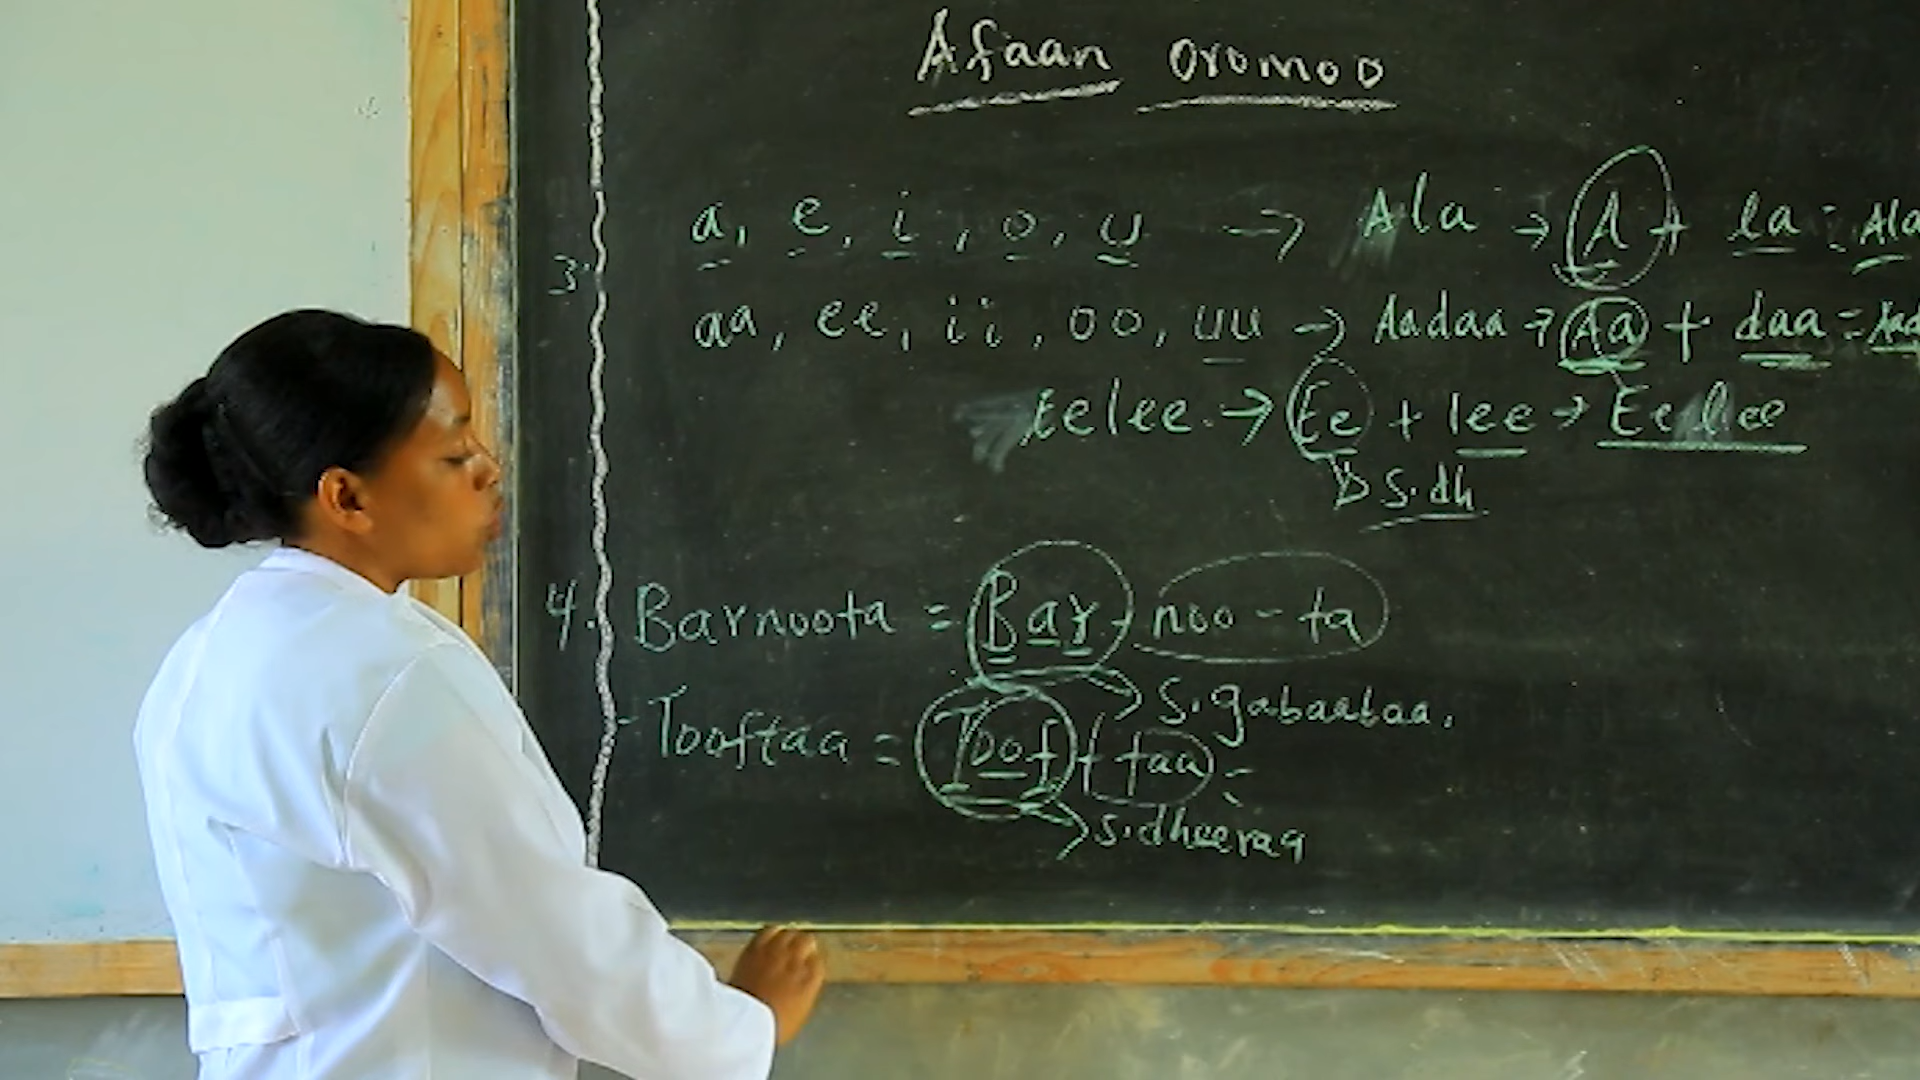 Afaan Oromoo
a, e, i, o, u → Ala → A + la = Ala
3.
aa, ee, ii, oo, uu → Aadaa → Aa + daa = Aad
Eelee → Ee + lee → Eelee
s.dh
4. Barnoota = Bar - noo - ta
s.gabaabaa.
- Tooftaa = Toof + taa =
s.dheeraa